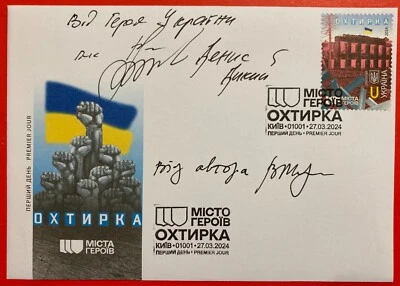 Від Героя України
Денис
ОХТИРКА
2024
УКРАЇНА
U
МІСТО
ГЕРОЇВ
МІСТО
ГЕРОЇВ
ОХТИРКА
КИЇВ • 01001 • 27.03.2024
ПЕРШИЙ ДЕНЬ • PREMIER JOUR
ПЕРШИЙ ДЕНЬ • PREMIER JOUR
ОХТИРКА
МІСТА
ГЕРОЇВ
Від автора
МІСТО
ГЕРОЇВ
ОХТИРКА
КИЇВ • 01001 • 27.03.2024
ПЕРШИЙ ДЕНЬ • PREMIER JOUR